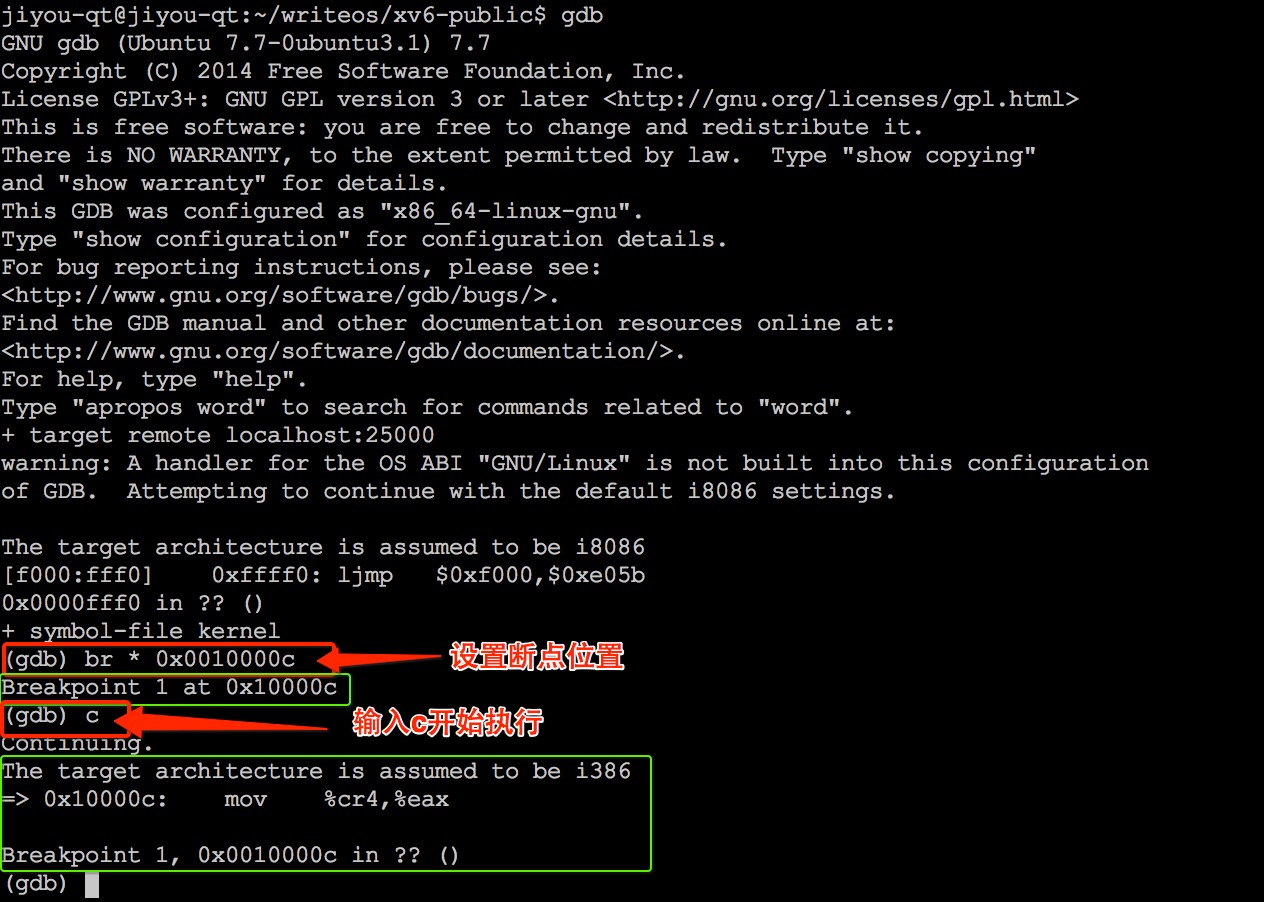 jiyou-qt@jiyou-qt:~/writeos/xv6-public$ gdb
GNU gdb (Ubuntu 7.7-0ubuntu3.1) 7.7
Copyright (C) 2014 Free Software Foundation, Inc.
License GPLv3+: GNU GPL version 3 or later <http://gnu.org/licenses/gpl.html>
This is free software: you are free to change and redistribute it.
There is NO WARRANTY, to the extent permitted by law.  Type "show copying"
and "show warranty" for details.
This GDB was configured as "x86_64-linux-gnu".
Type "show configuration" for configuration details.
For bug reporting instructions, please see:
<http://www.gnu.org/software/gdb/bugs/>.
Find the GDB manual and other documentation resources online at:
<http://www.gnu.org/software/gdb/documentation/>.
For help, type "help".
Type "apropos word" to search for commands related to "word".
+ target remote localhost:25000
warning: A handler for the OS ABI "GNU/Linux" is not built into this configuration
of GDB.  Attempting to continue with the default i8086 settings.
The target architecture is assumed to be i8086
[f000:fff0]    0xffff0: ljmp   $0xf000,$0xe05b
0x0000fff0 in ?? ()
+ symbol-file kernel
(gdb) br * 0x0010000c 设置断点位置
Breakpoint 1 at 0x10000c
(gdb) c 输入c开始执行
Continuing.
The target architecture is assumed to be i386
=> 0x10000c:    mov    %cr4,%eax
Breakpoint 1, 0x0010000c in ?? ()
(gdb)